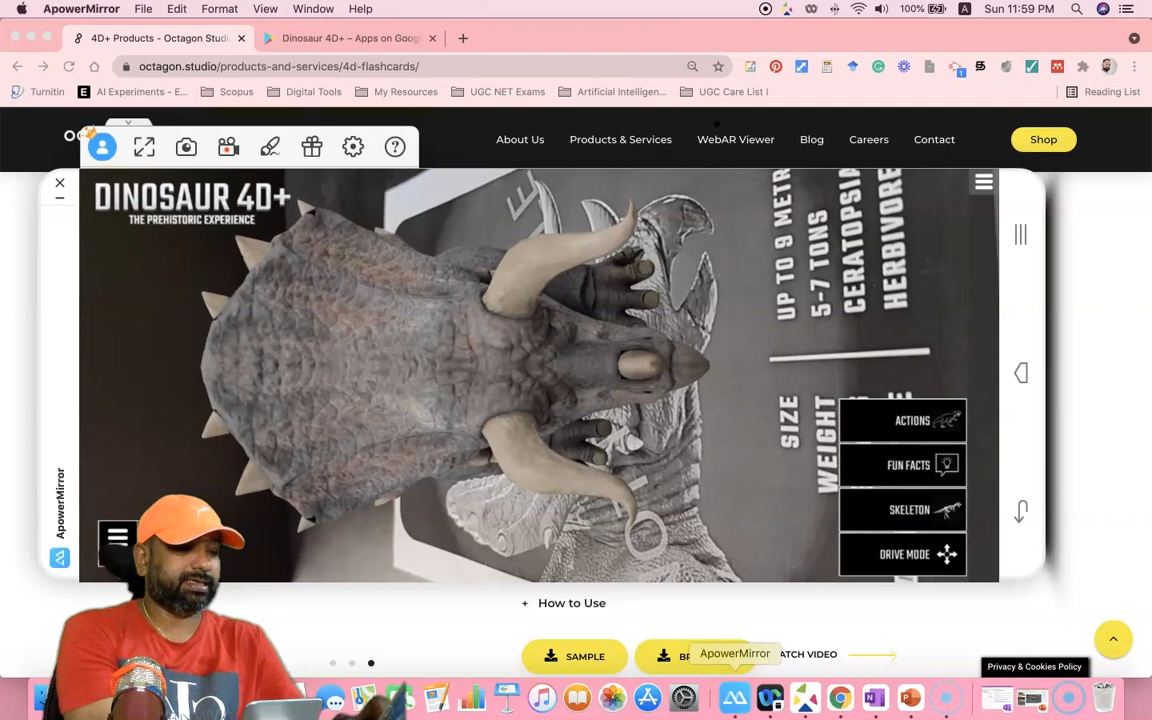 ApowerMirror File Edit Format View Window Help
100% A Sun 11:59 PM
4D+ Products - Octagon Studi
Dinosaur 4D+ – Apps on Goog
octagon.studio/products-and-services/4d-flashcards/
Turnitin AI Experiments - E... Scopus Digital Tools My Resources UGC NET Exams Artificial Intelligen... UGC Care List I Reading List
About Us Products & Services WebAR Viewer Blog Careers Contact Shop
DINOSAUR 4D+
THE PREHISTORIC EXPERIENCE
UP TO 9 METR
5-7 TONS
CERATOPSIA
HERBIVORE
SIZE
WEIGHT
ACTIONS
FUN FACTS
SKELETON
DRIVE MODE
ApowerMirror
+ How to Use
SAMPLE
ApowerMirror
ATCH VIDEO
Privacy & Cookies Policy